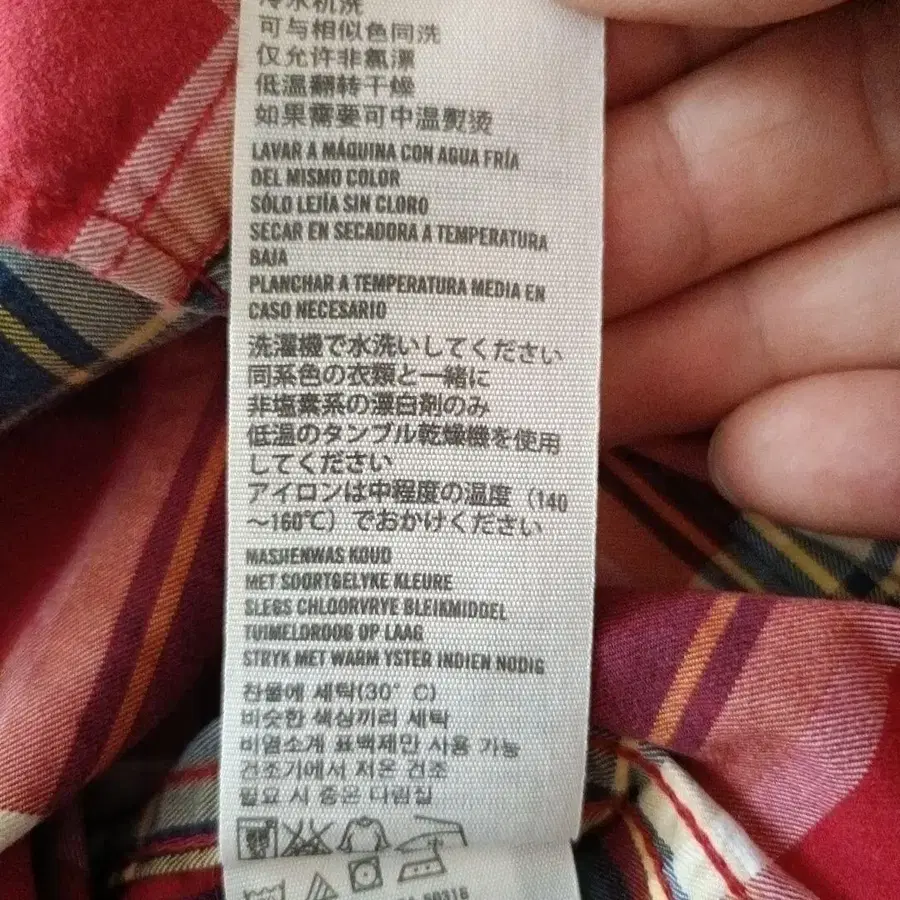 冷水机洗
可与相似色同洗
仅允许非氯漂
低温翻转干燥
如果需要可中温熨烫
LAVAR A MÁQUINA CON AGUA FRÍA
DEL MISMO COLOR
SÓLO LEJÍA SIN CLORO
SECAR EN SECADORA A TEMPERATURA
BAJA
PLANCHAR A TEMPERATURA MEDIA EN
CASO NECESARIO
洗濯機で水洗いしてください
同系色の衣類と一緒に
非塩素系の漂白剤のみ
低温のタンブル乾燥機を使用
してください
アイロンは中程度の温度（140
～160℃）でおかけください
MASJIENWAS KOUD
MET SOORTGELYKE KLEURE
SLEGS CHLOORVRYE BLEIKMIDDEL
TUIMELDROOG OP LAAG
STRYK MET WARM YSTER INDIEN NODIG
찬물에 세탁(30° C)
비슷한 색상끼리 세탁
비염소계 표백제만 사용 가능
건조기에서 저온 건조
필요 시 중온 다림질